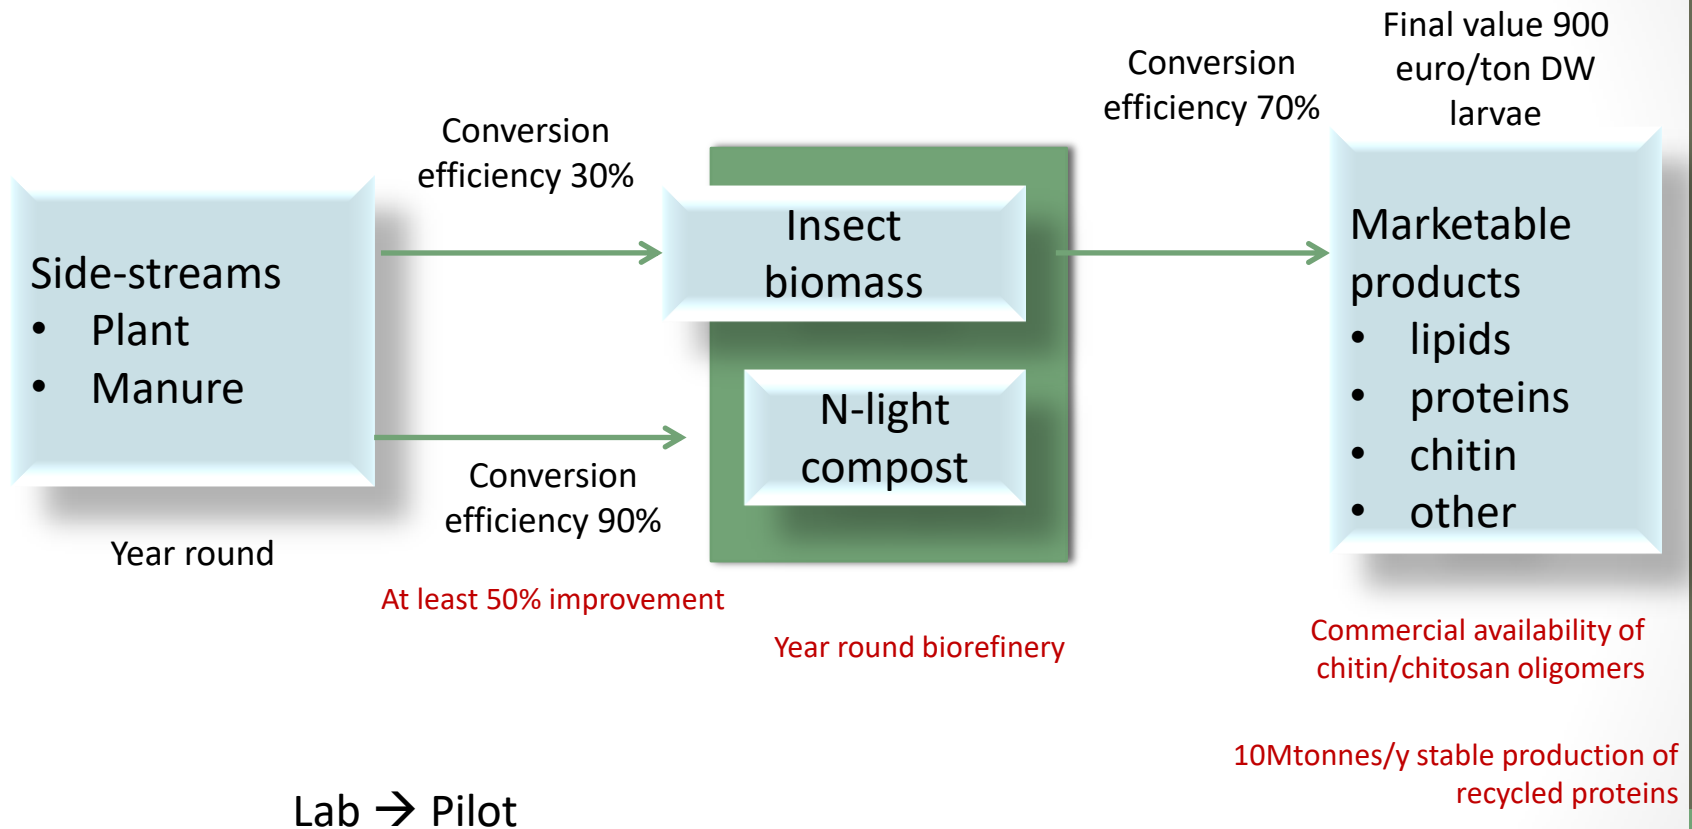 Side-streams
• Plant
• Manure
Year round
Conversion
efficiency 30%
Conversion
efficiency 90%
At least 50% improvement
Insect
biomass
N-light
compost
Year round biorefinery
Conversion
efficiency 70%
Final value 900
euro/ton DW
larvae
Marketable
products
• lipids
• proteins
• chitin
• other
Commercial availability of
chitin/chitosan oligomers
10Mtonnes/y stable production of
recycled proteins
Lab → Pilot